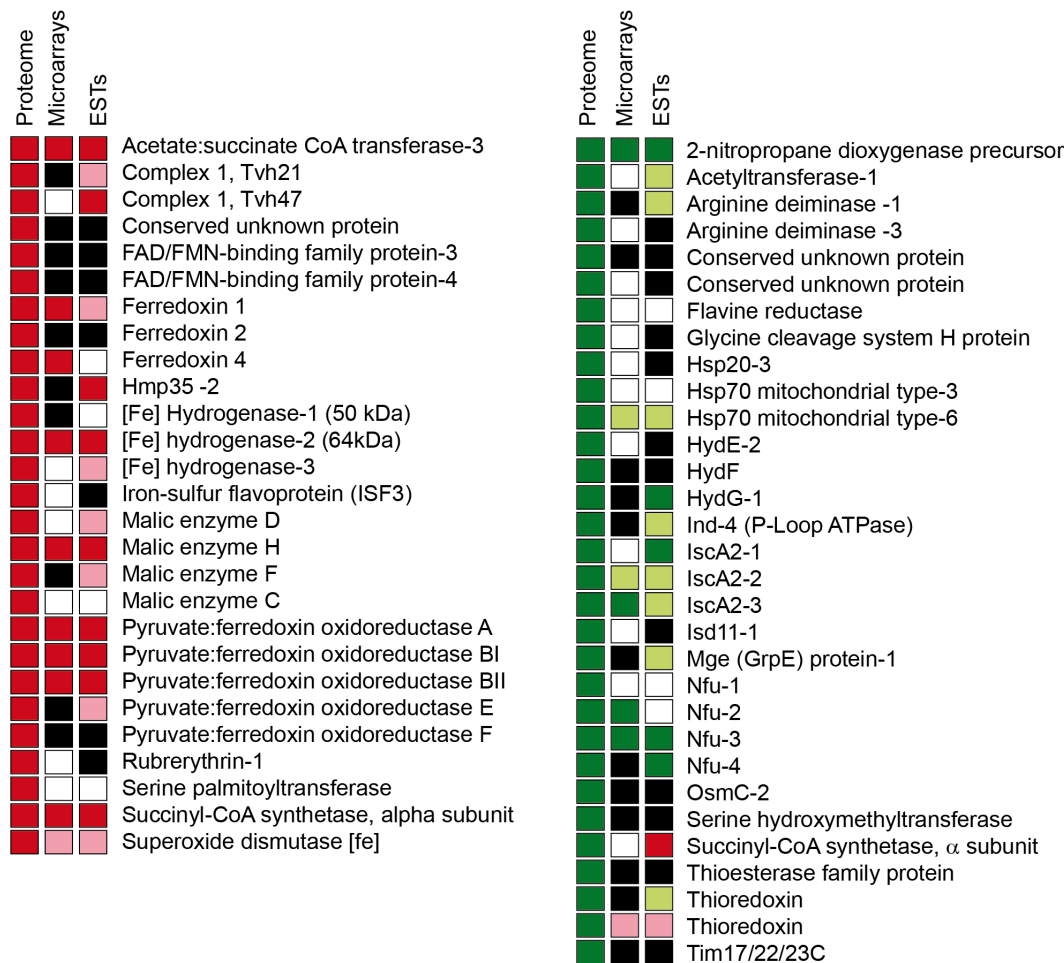 Proteome
Microarrays
ESTs
Acetate:succinate CoA transferase-3
Complex 1, Tvh21
Complex 1, Tvh47
Conserved unknown protein
FAD/FMN-binding family protein-3
FAD/FMN-binding family protein-4
Ferredoxin 1
Ferredoxin 2
Ferredoxin 4
Hmp35 -2
[Fe] Hydrogenase-1 (50 kDa)
[Fe] hydrogenase-2 (64kDa)
[Fe] hydrogenase-3
Iron-sulfur flavoprotein (ISF3)
Malic enzyme D
Malic enzyme H
Malic enzyme F
Malic enzyme C
Pyruvate:ferredoxin oxidoreductase A
Pyruvate:ferredoxin oxidoreductase BI
Pyruvate:ferredoxin oxidoreductase BII
Pyruvate:ferredoxin oxidoreductase E
Pyruvate:ferredoxin oxidoreductase F
Rubrerythrin-1
Serine palmitoyltransferase
Succinyl-CoA synthetase, alpha subunit
Superoxide dismutase [fe]
Proteome
Microarrays
ESTs
2-nitropropane dioxygenase precursor
Acetyltransferase-1
Arginine deiminase -1
Arginine deiminase -3
Conserved unknown protein
Conserved unknown protein
Flavine reductase
Glycine cleavage system H protein
Hsp20-3
Hsp70 mitochondrial type-3
Hsp70 mitochondrial type-6
HydE-2
HydF
HydG-1
Ind-4 (P-Loop ATPase)
IscA2-1
IscA2-2
IscA2-3
Isd11-1
Mge (GrpE) protein-1
Nfu-1
Nfu-2
Nfu-3
Nfu-4
OsmC-2
Serine hydroxymethyltransferase
Succinyl-CoA synthetase, α subunit
Thioesterase family protein
Thioredoxin
Thioredoxin
Tim17/22/23C